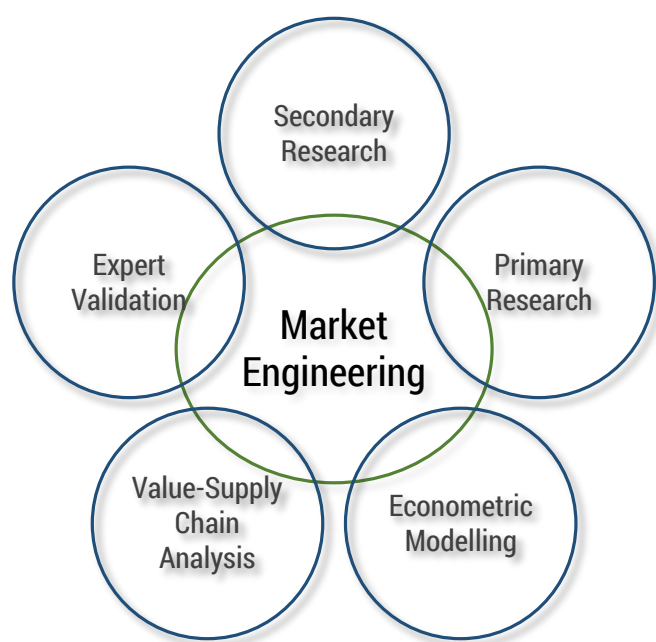 Secondary
Research
Expert
Validation
Primary
Research
Market
Engineering
Value-Supply
Chain
Analysis
Econometric
Modelling